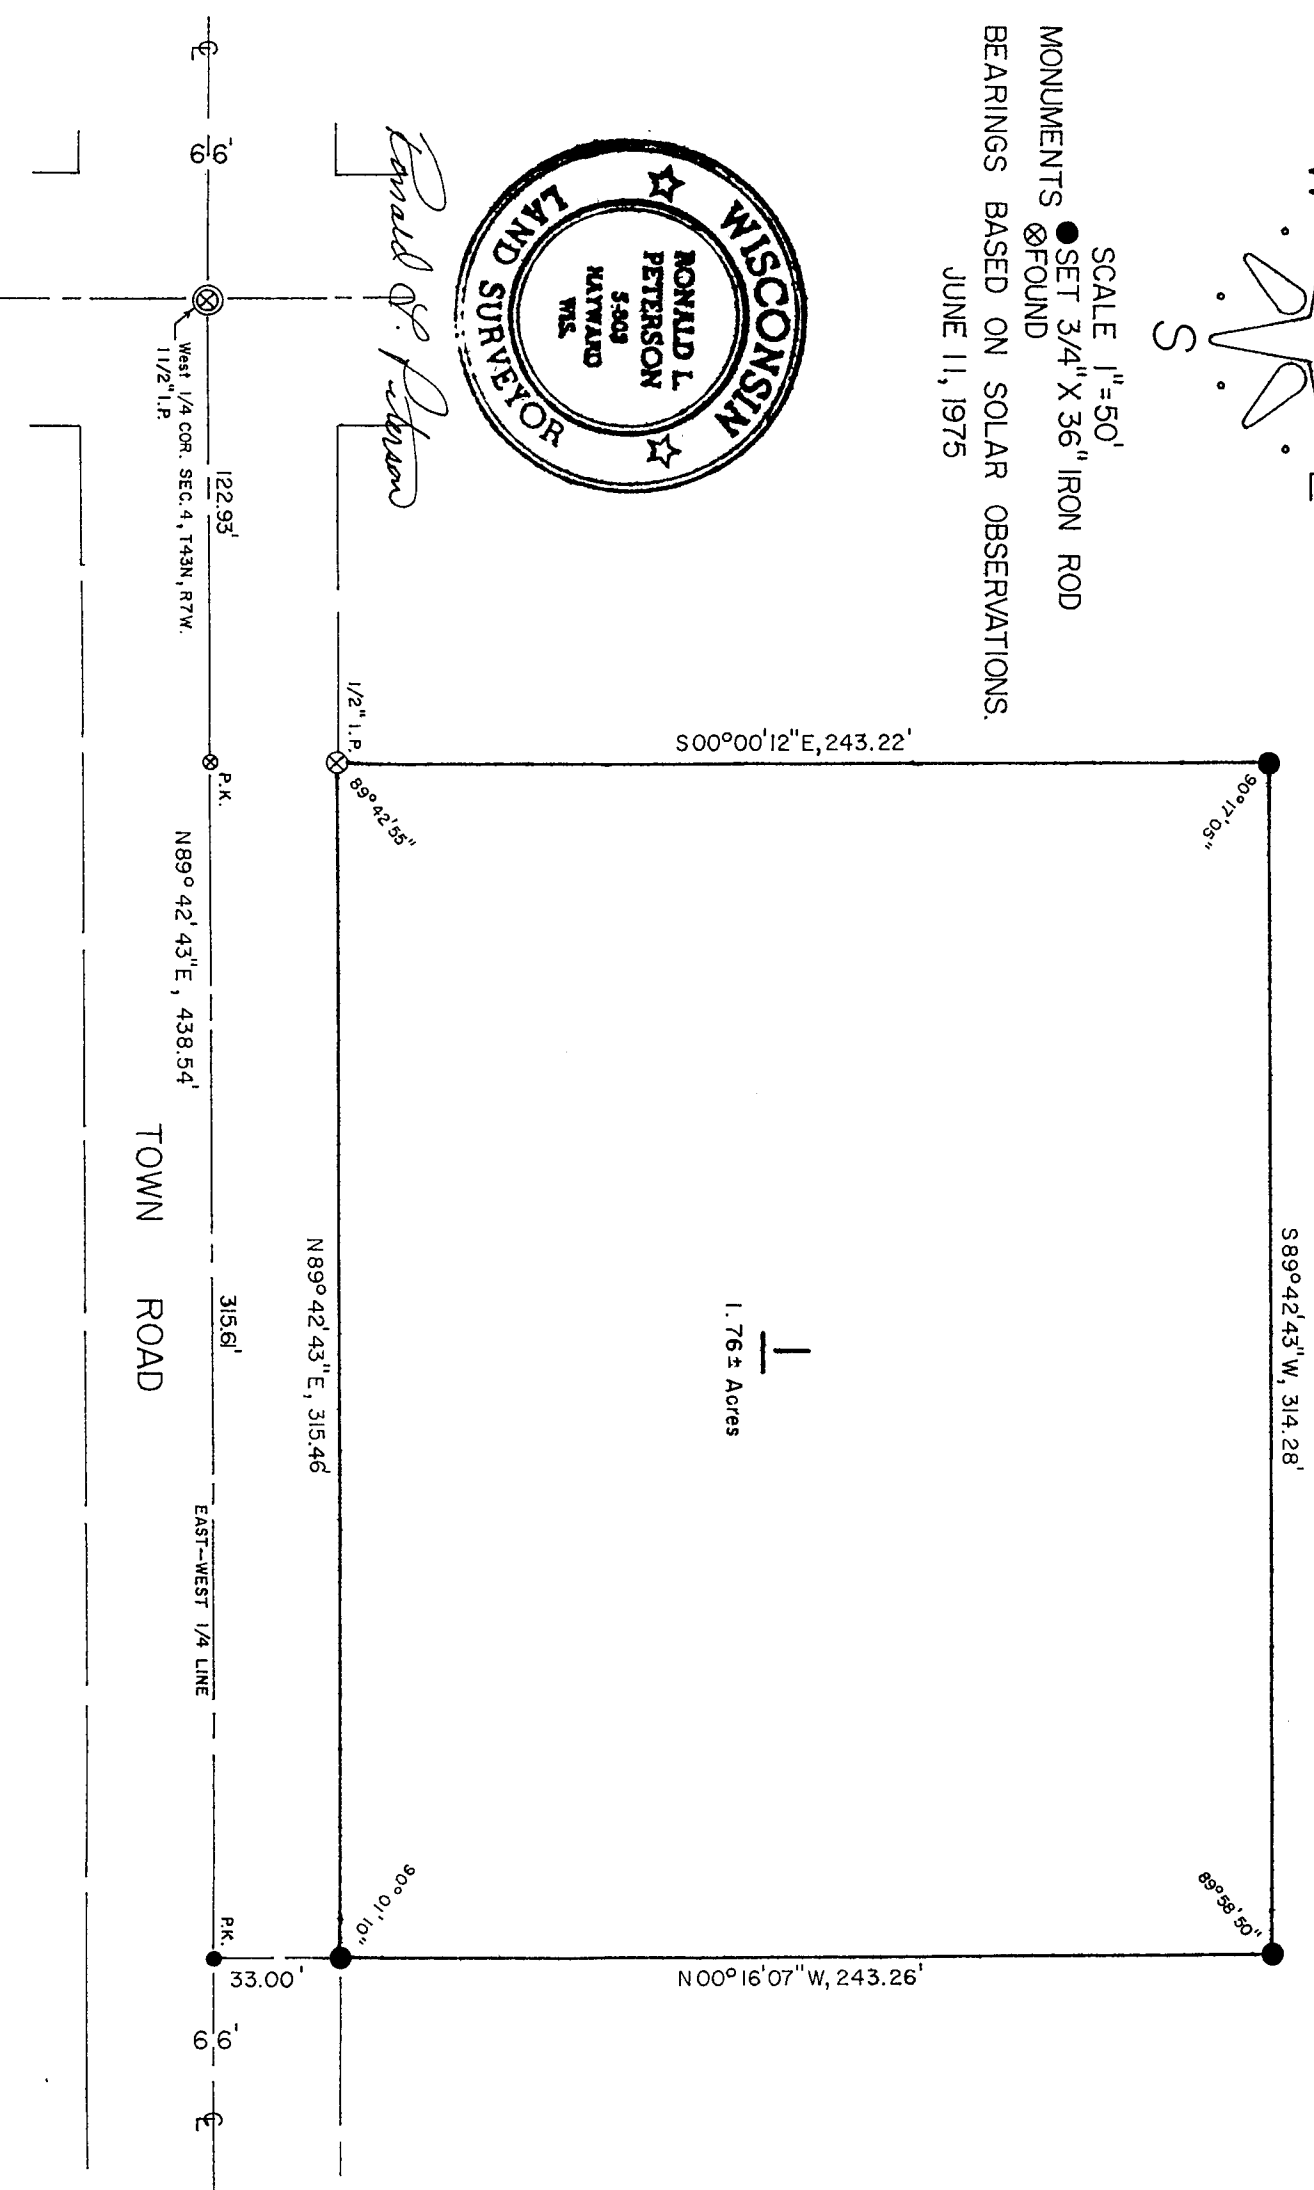 S
SCALE 1"=50'
MONUMENTS ● SET 3/4" X 36" IRON ROD
⊗ FOUND
BEARINGS BASED ON SOLAR OBSERVATIONS.
JUNE 11, 1975
WISCONSIN
RONALD L.
PETERSON
HAYWARD
WIS.
LAND SURVEYOR
Ronald L. Peterson
S89°42'43"W, 314.28'
90°17'05"
89°58'50"
S00°00'12"E, 243.22'
N00°16'07"W, 243.26'
1
1.76± Acres
89°42'55"
90°01'10"
1/2" I.P.
N89°42'43"E, 315.46'
66'
122.93'
P.K.
315.61'
P.K.
33.00'
66'
West 1/4 COR. SEC. 4, T43N, R7W.
1 1/2" I.P.
N89°42'43"E, 438.54'
EAST-WEST 1/4 LINE
TOWN ROAD